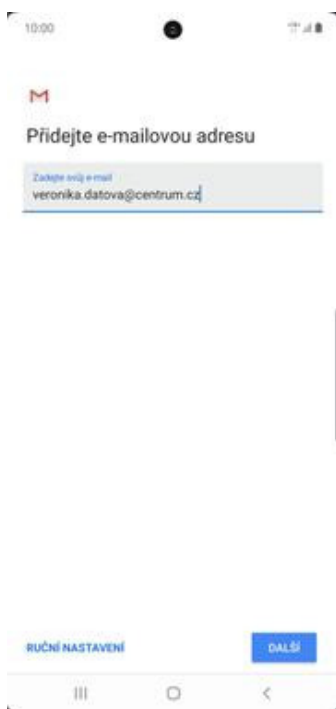 10:00
Přidejte e-mailovou adresu
Zadejte svůj e-mail
veronika.datova@centrum.cz
RUČNÍ NASTAVENÍ
DALŠÍ